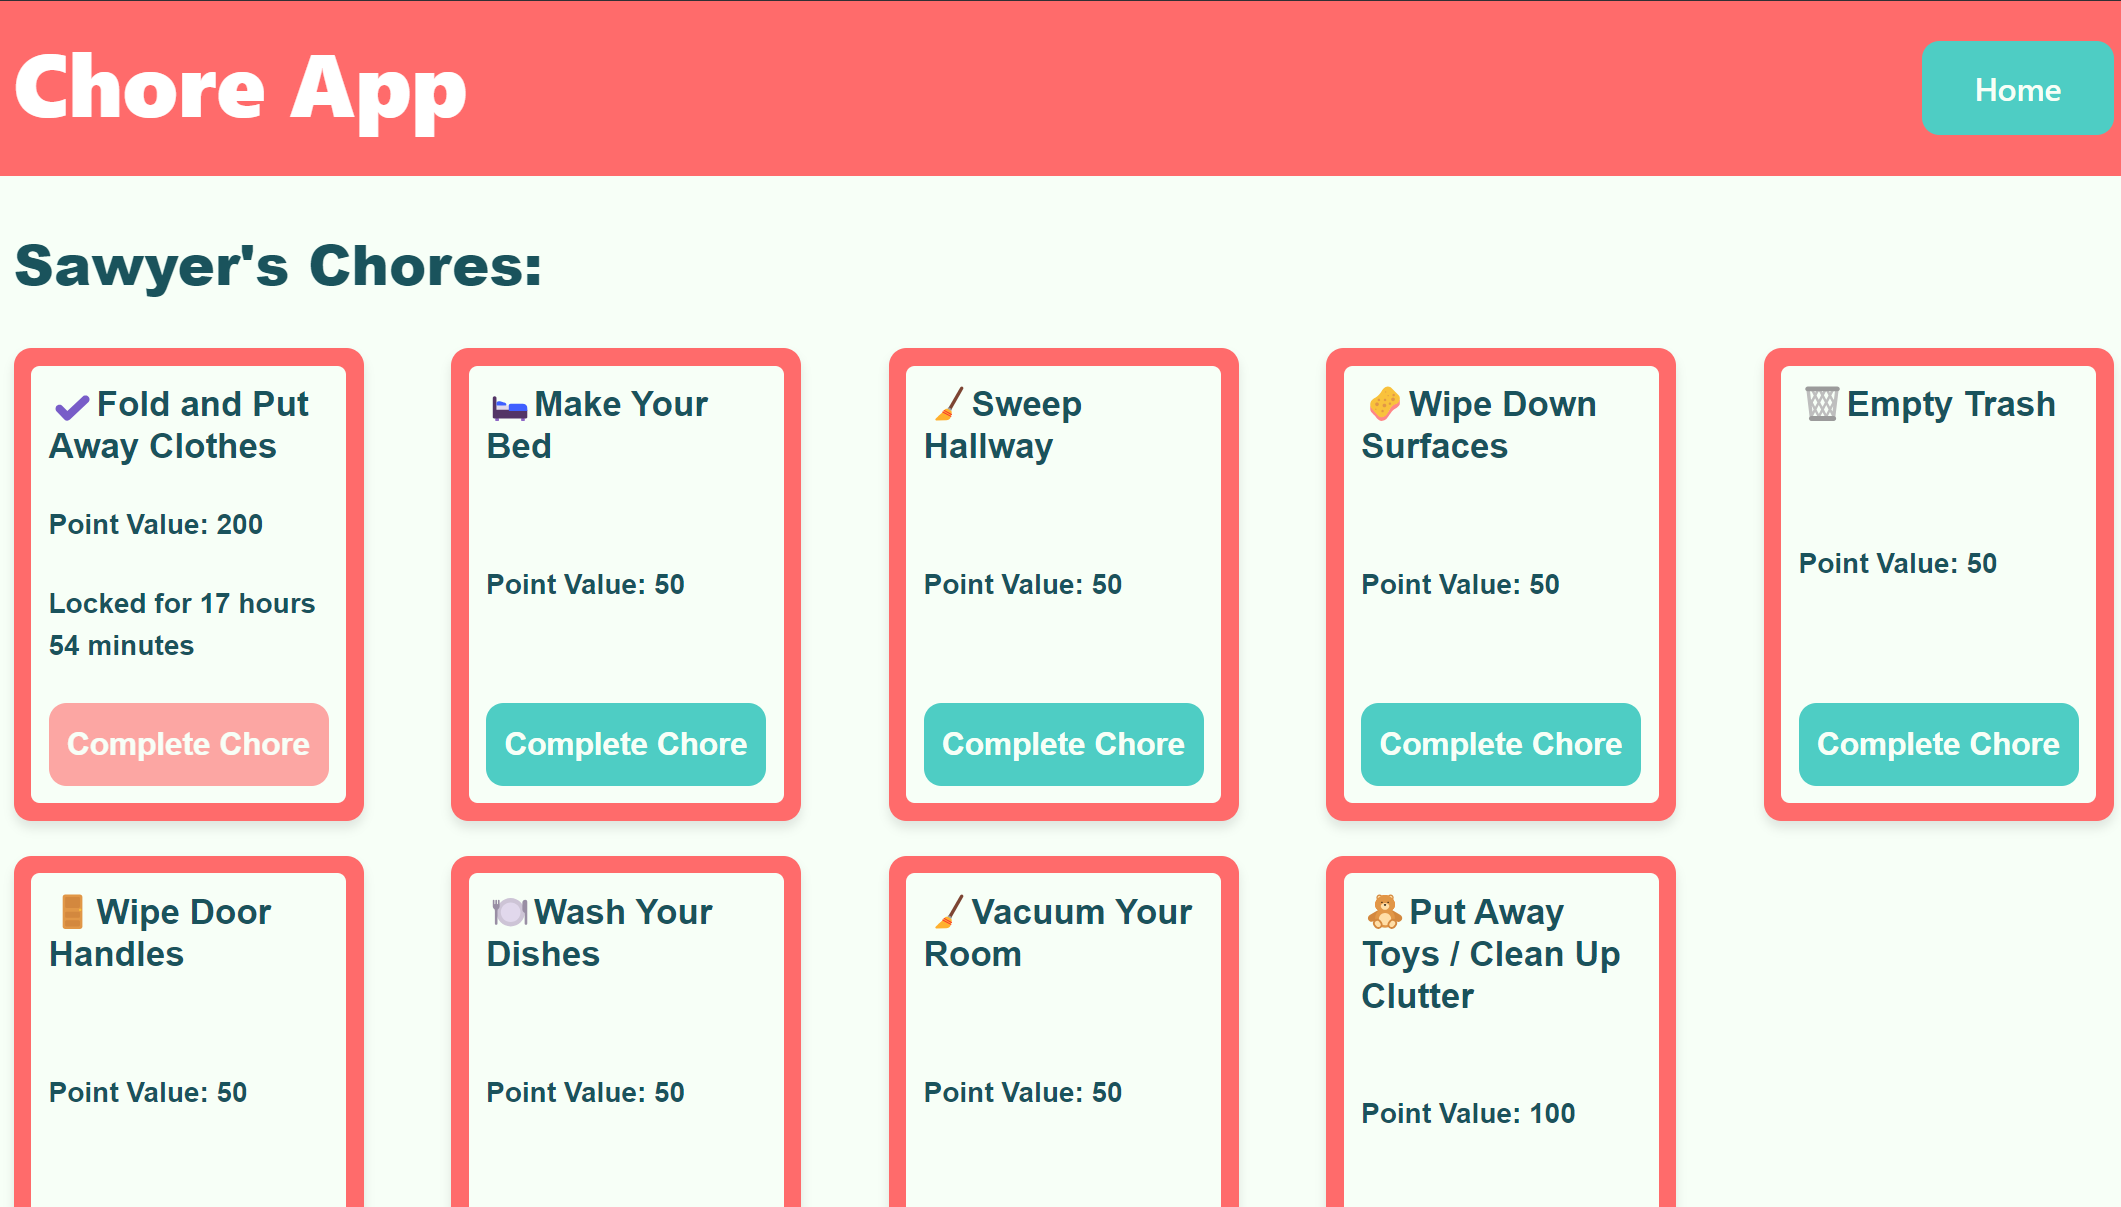 Chore App
Home
Sawyer's Chores:
Fold and Put
Away Clothes
Point Value: 200
Locked for 17 hours
54 minutes
Complete Chore
Make Your
Bed
Point Value: 50
Complete Chore
Sweep
Hallway
Point Value: 50
Complete Chore
Wipe Down
Surfaces
Point Value: 50
Complete Chore
Empty Trash
Point Value: 50
Complete Chore
Wipe Door
Handles
Point Value: 50
Wash Your
Dishes
Point Value: 50
Vacuum Your
Room
Point Value: 50
Put Away
Toys / Clean Up
Clutter
Point Value: 100